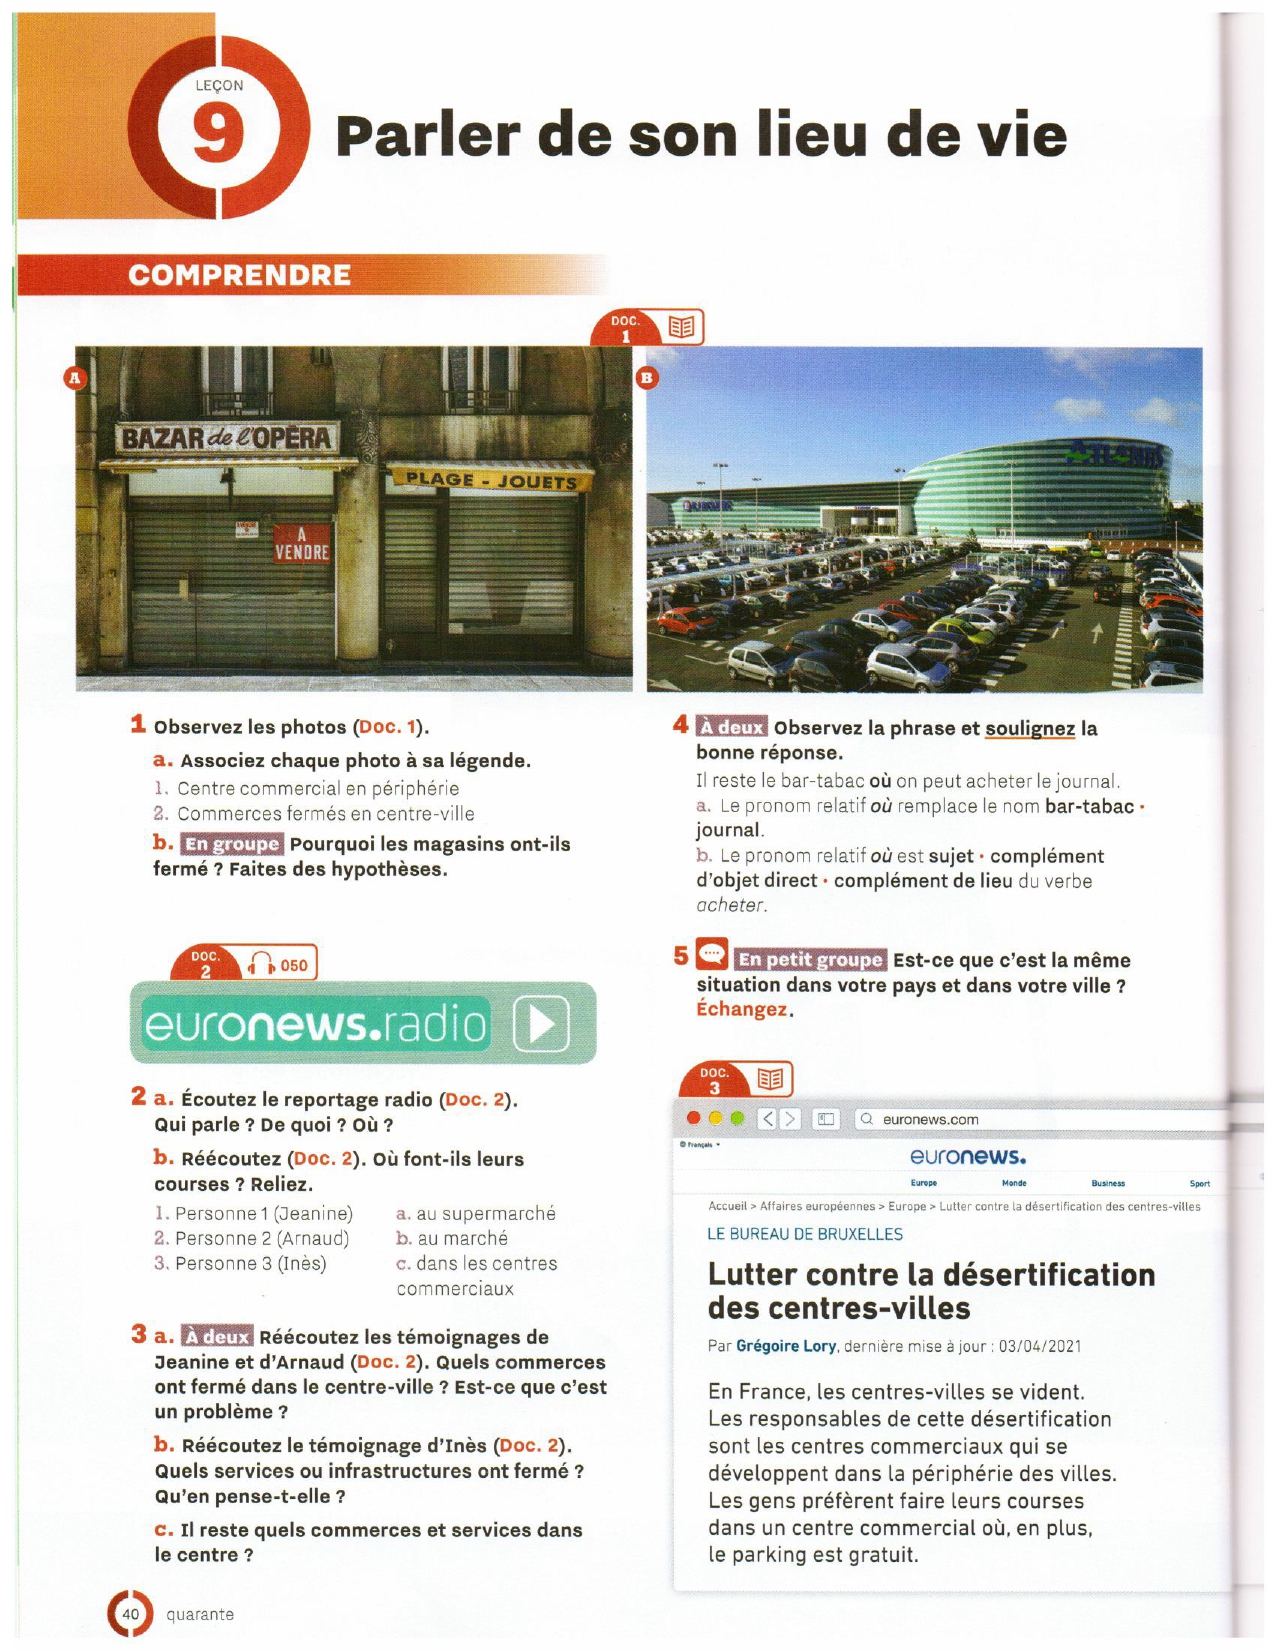 LEÇON
9
Parler de son lieu de vie
COMPRENDRE
DOC.
1
A
BAZAR de l'OPÉRA
PLAGE - JOUETS
A
VENDRE
B
ATLANTIS
1 Observez les photos (Doc. 1).
a. Associez chaque photo à sa légende.
1. Centre commercial en périphérie
2. Commerces fermés en centre-ville
b. En groupe Pourquoi les magasins ont-ils
fermé ? Faites des hypothèses.
DOC.
2
050
euronews.radio
2 a. Écoutez le reportage radio (Doc. 2).
Qui parle ? De quoi ? Où ?
b. Réécoutez (Doc. 2). Où font-ils leurs
courses ? Reliez.
1. Personne 1 (Jeanine) a. au supermarché
2. Personne 2 (Arnaud) b. au marché
3. Personne 3 (Inès) c. dans les centres
commerciaux
3 a. À deux Réécoutez les témoignages de
Jeanine et d'Arnaud (Doc. 2). Quels commerces
ont fermé dans le centre-ville ? Est-ce que c'est
un problème ?
b. Réécoutez le témoignage d'Inès (Doc. 2).
Quels services ou infrastructures ont fermé ?
Qu'en pense-t-elle ?
c. Il reste quels commerces et services dans
le centre ?
4 À deux Observez la phrase et soulignez la
bonne réponse.
Il reste le bar-tabac où on peut acheter le journal.
a. Le pronom relatif où remplace le nom bar-tabac •
journal.
b. Le pronom relatif où est sujet • complément
d'objet direct • complément de lieu du verbe
acheter.
5 En petit groupe Est-ce que c'est la même
situation dans votre pays et dans votre ville ?
Échangez.
DOC.
3
euronews.com
Français
euronews.
Europe Monde Business Sport
Accueil > Affaires européennes > Europe > Lutter contre la désertification des centres-villes
LE BUREAU DE BRUXELLES
Lutter contre la désertification
des centres-villes
Par Grégoire Lory, dernière mise à jour : 03/04/2021
En France, les centres-villes se vident.
Les responsables de cette désertification
sont les centres commerciaux qui se
développent dans la périphérie des villes.
Les gens préfèrent faire leurs courses
dans un centre commercial où, en plus,
le parking est gratuit.
40 quarante